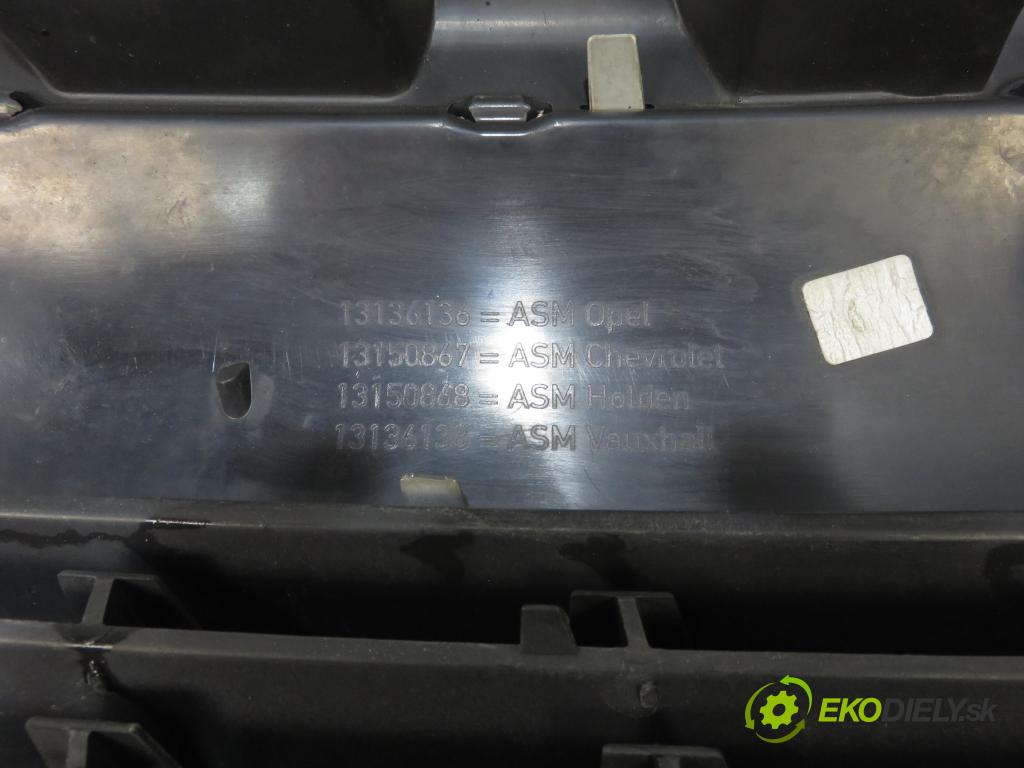 13136136 = ASM Opel
13150867 = ASM Chevrolet
13150868 = ASM Holden
13136138 = ASM Vauxhall
EKODIELY.sk